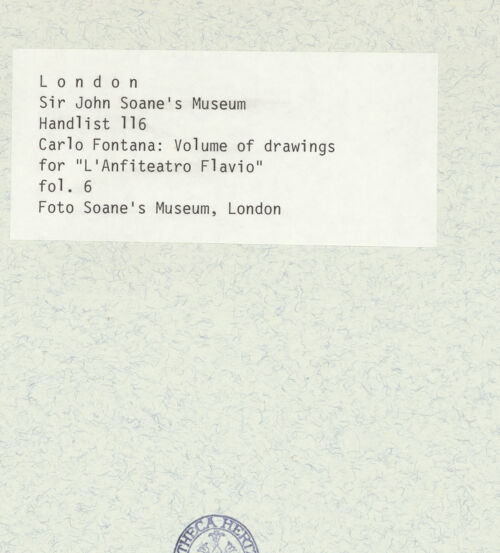 London
Sir John Soane's Museum
Handlist 116
Carlo Fontana: Volume of drawings
for "L'Anfiteatro Flavio"
fol. 6
Foto Soane's Museum, London